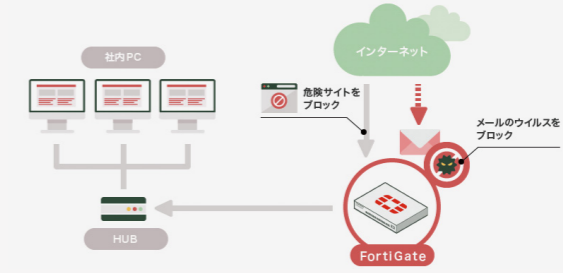 社内PC
インターネット
危険サイトを
ブロック
メールのウイルスを
ブロック
HUB
FortiGate